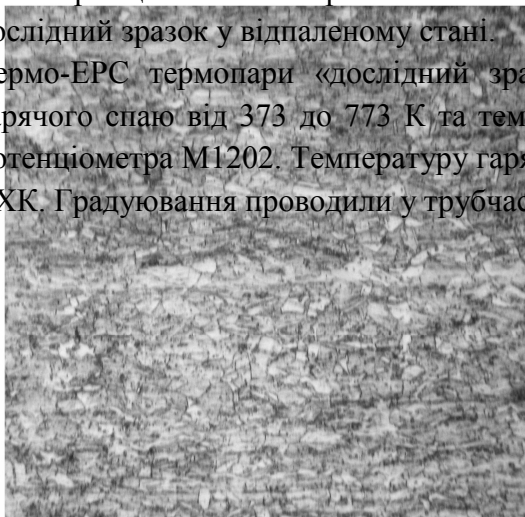 ослідний зразок у відпаленому стані.
ермо-ЕРС термопари «дослідний зра
рячого спаю від 373 до 773 К та тем
отенціометра М1202. Температуру гаря
ХК. Градуювання проводили у трубчас